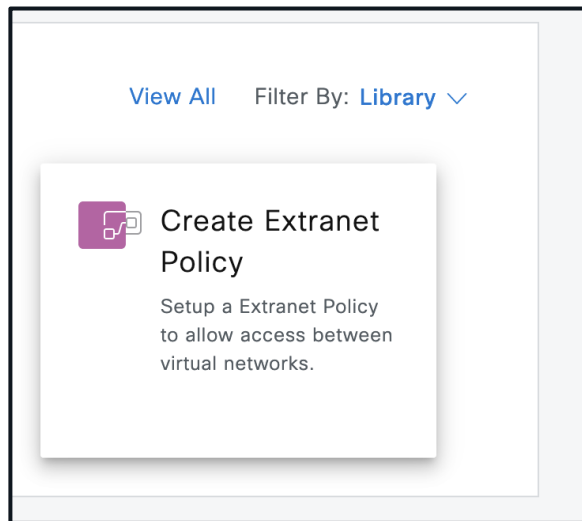 View All Filter By: Library
Create Extranet
Policy
Setup a Extranet Policy
to allow access between
virtual networks.